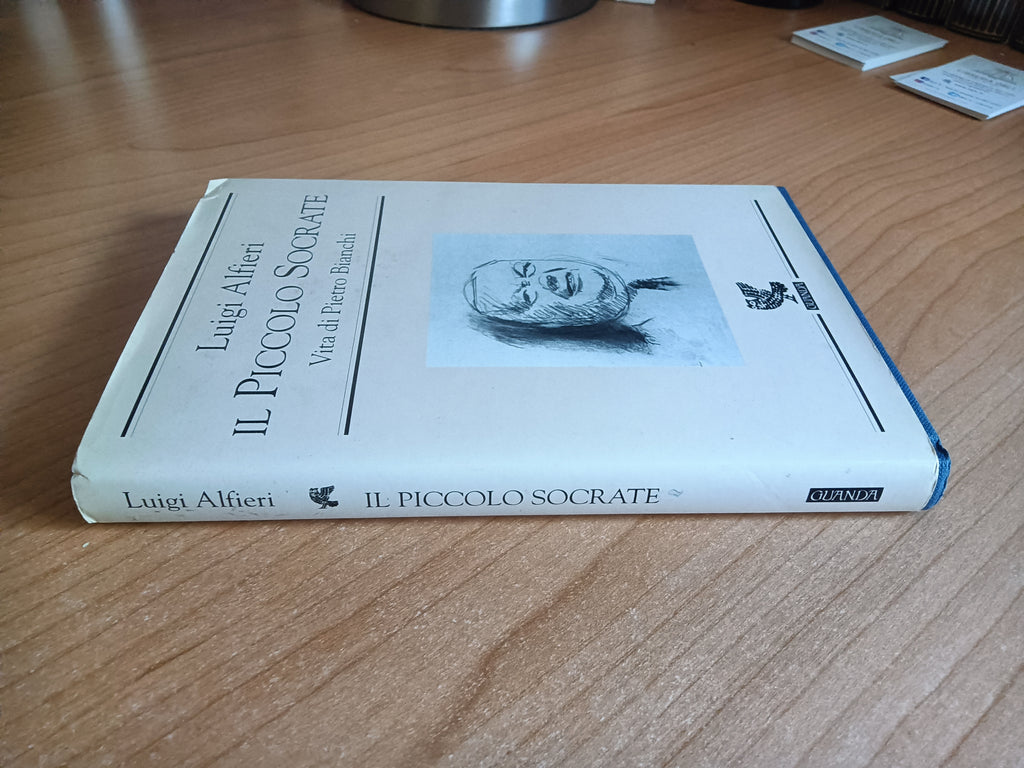 Luigi Alfieri
IL PICCOLO SOCRATE
Vita di Pietro Bianchi
GUANDA
Luigi Alfieri IL PICCOLO SOCRATE GUANDA